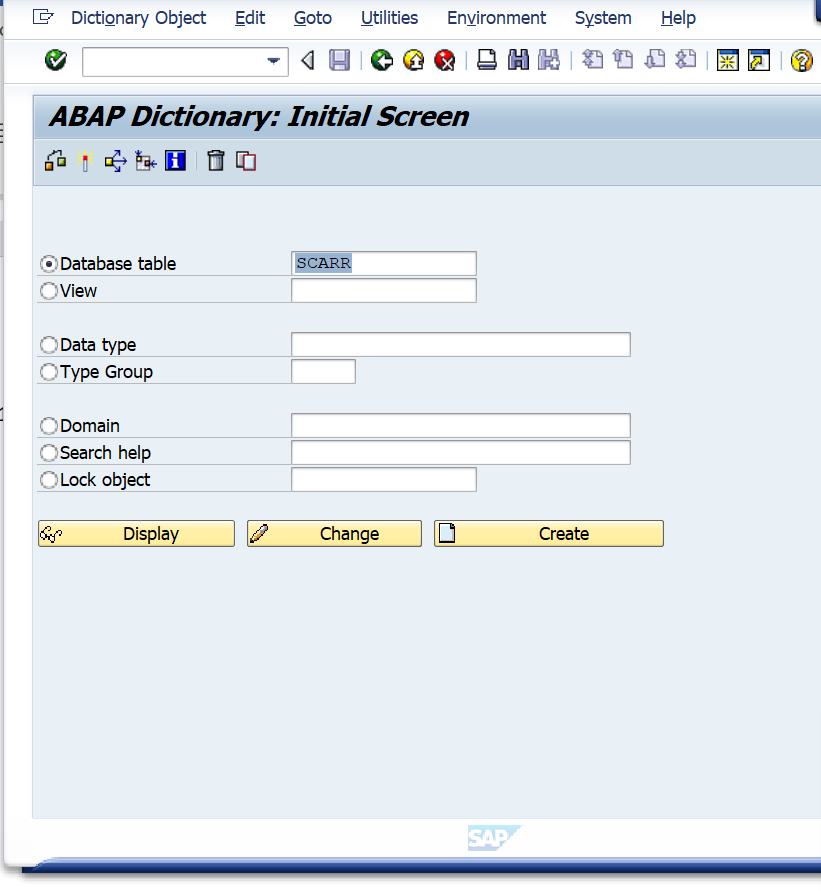 Dictionary Object Edit Goto Utilities Environment System Help
ABAP Dictionary: Initial Screen
Database table SCARR
View
Data type
Type Group
Domain
Search help
Lock object
Display Change Create
SAP